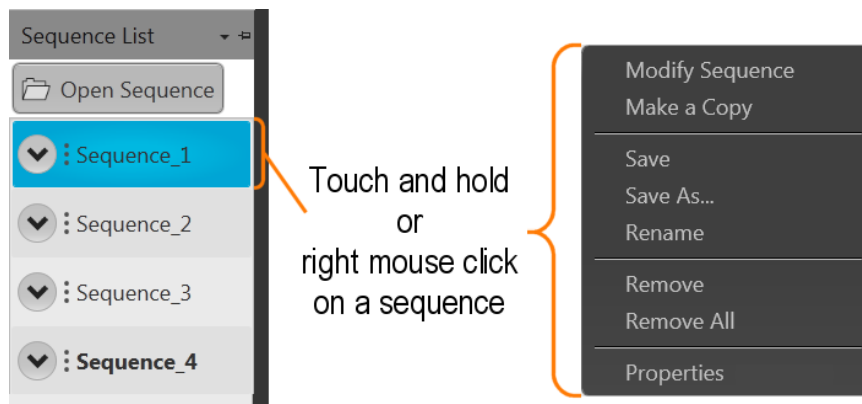 Sequence List
Open Sequence
Sequence_1
Sequence_2
Sequence_3
Sequence_4
Touch and hold
or
right mouse click
on a sequence
Modify Sequence
Make a Copy
Save
Save As...
Rename
Remove
Remove All
Properties